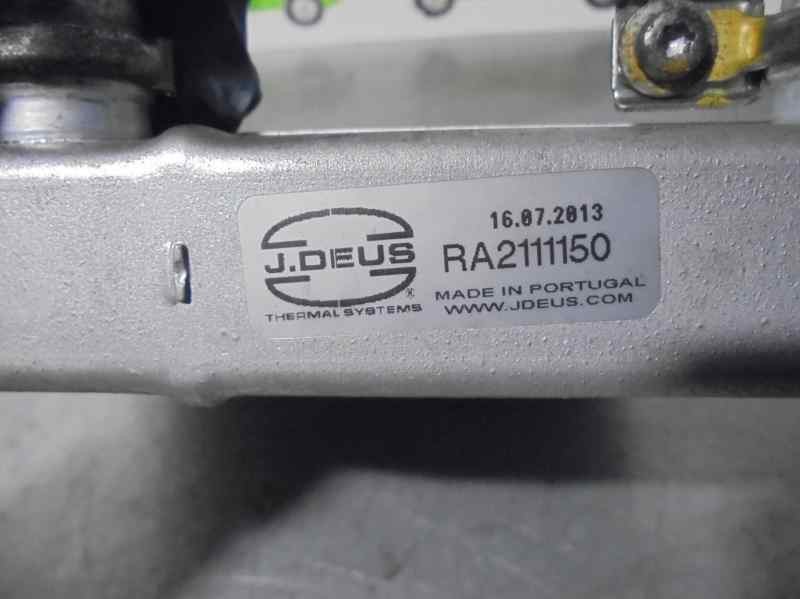 16.07.2013
J.DEUS
®
THERMAL SYSTEMS
RA2111150
MADE IN PORTUGAL
WWW.JDEUS.COM